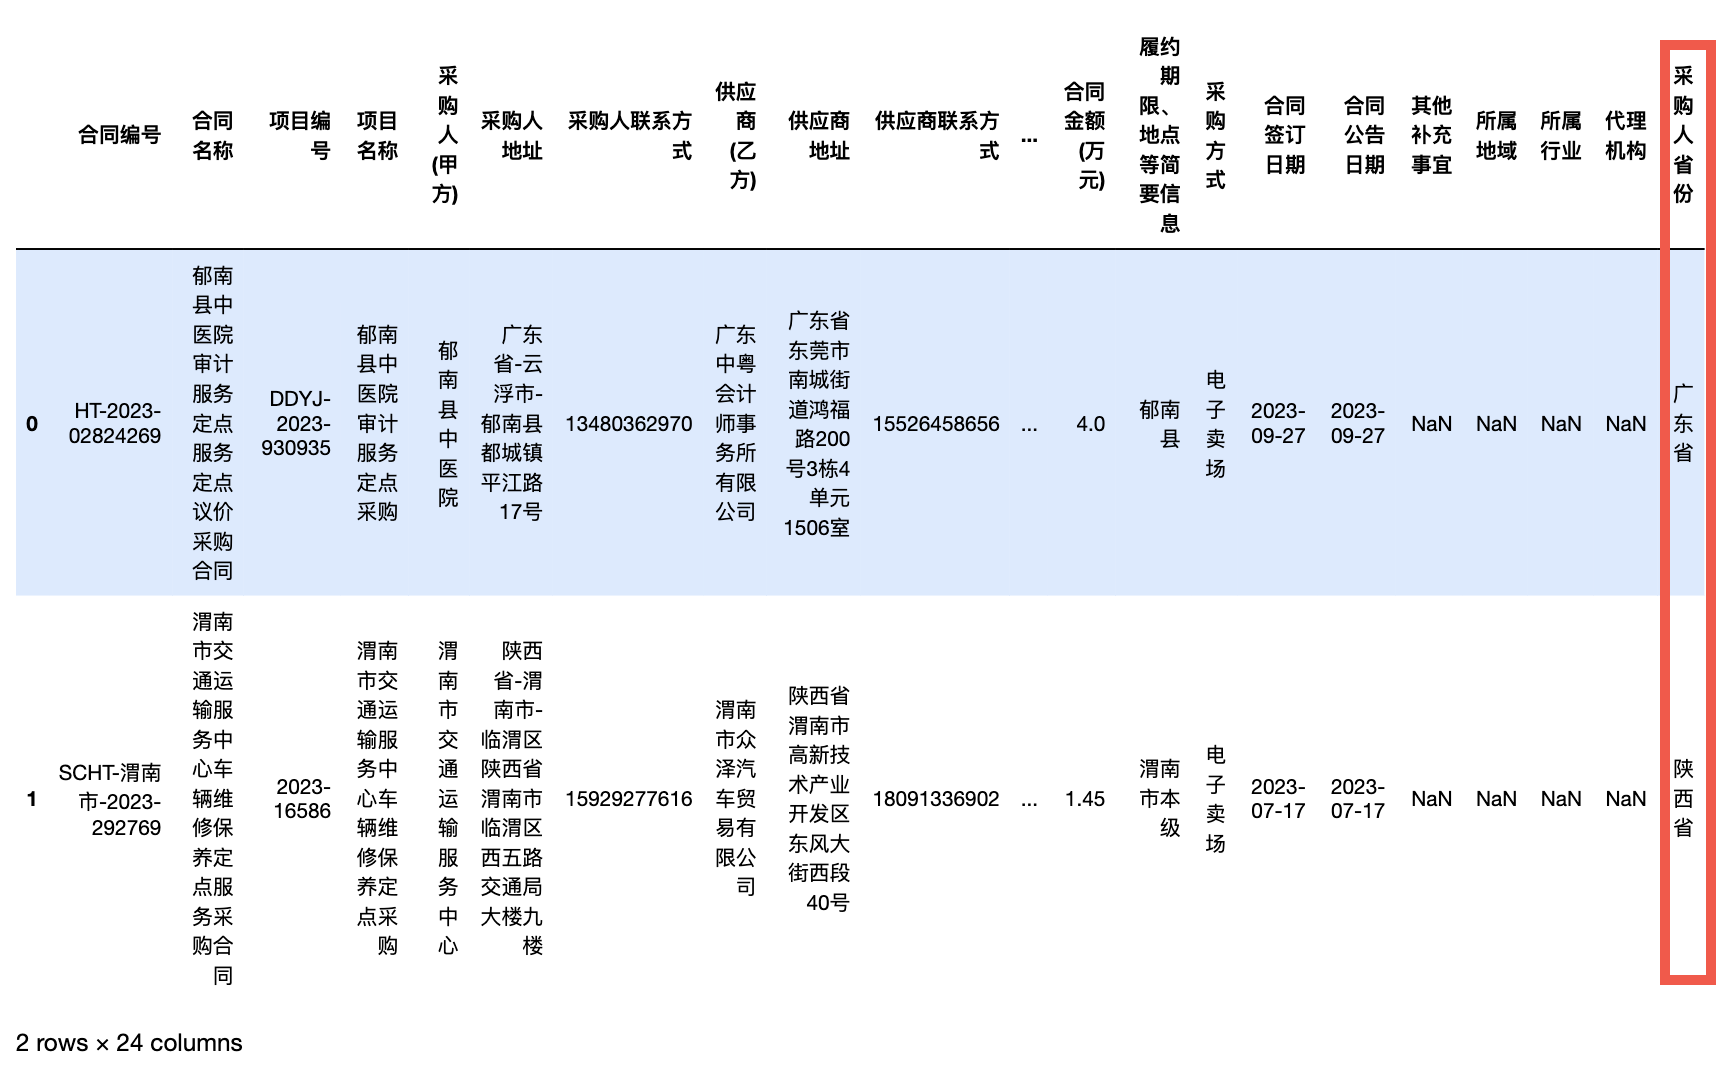 合同编号
合同
名称
项目编
号
项目
名称
采
购
人
(甲
方)
采购人
地址
采购人联系方
式
供应
商
(乙
方)
供应商
地址
供应商联系方
式
...
合同
金额
(万
元)
履约
期
限、
地点
等简
要信
息
采
购
方
式
合同
签订
日期
合同
公告
日期
其他
补充
事宜
所属
地域
所属
行业
代理
机构
采
购
人
省
份
0
HT-2023-
02824269
郁南
县中
医院
审计
服务
定点
服务
定点
议价
采购
合同
DDYJ-
2023-
930935
郁南
县中
医院
审计
服务
定点
采购
郁
南
县
中
医
院
广东
省-云
浮市-
郁南县
都城镇
平江路
17号
13480362970
广东
中粤
会计
师事
务所
有限
公司
广东省
东莞市
南城街
道鸿福
路200
号3栋4
单元
1506室
15526458656
...
4.0
郁南
县
电
子
卖
场
2023-
09-27
2023-
09-27
NaN
NaN
NaN
NaN
广
东
省
1
SCHT-渭南
市-2023-
292769
渭南
市交
通运
输服
务中
心车
辆维
修保
养定
点服
务采
购合
同
2023-
16586
渭南
市交
通运
输服
务中
心车
辆维
修保
养定
点采
购
渭
南
市
交
通
运
输
服
务
中
心
陕西
省-渭
南市-
临渭区
陕西省
渭南市
临渭区
西五路
交通局
大楼九
楼
15929277616
渭南
市众
泽汽
车贸
易有
限公
司
陕西省
渭南市
高新技
术产业
开发区
东风大
街西段
40号
18091336902
...
1.45
渭南
市本
级
电
子
卖
场
2023-
07-17
2023-
07-17
NaN
NaN
NaN
NaN
陕
西
省
2 rows × 24 columns